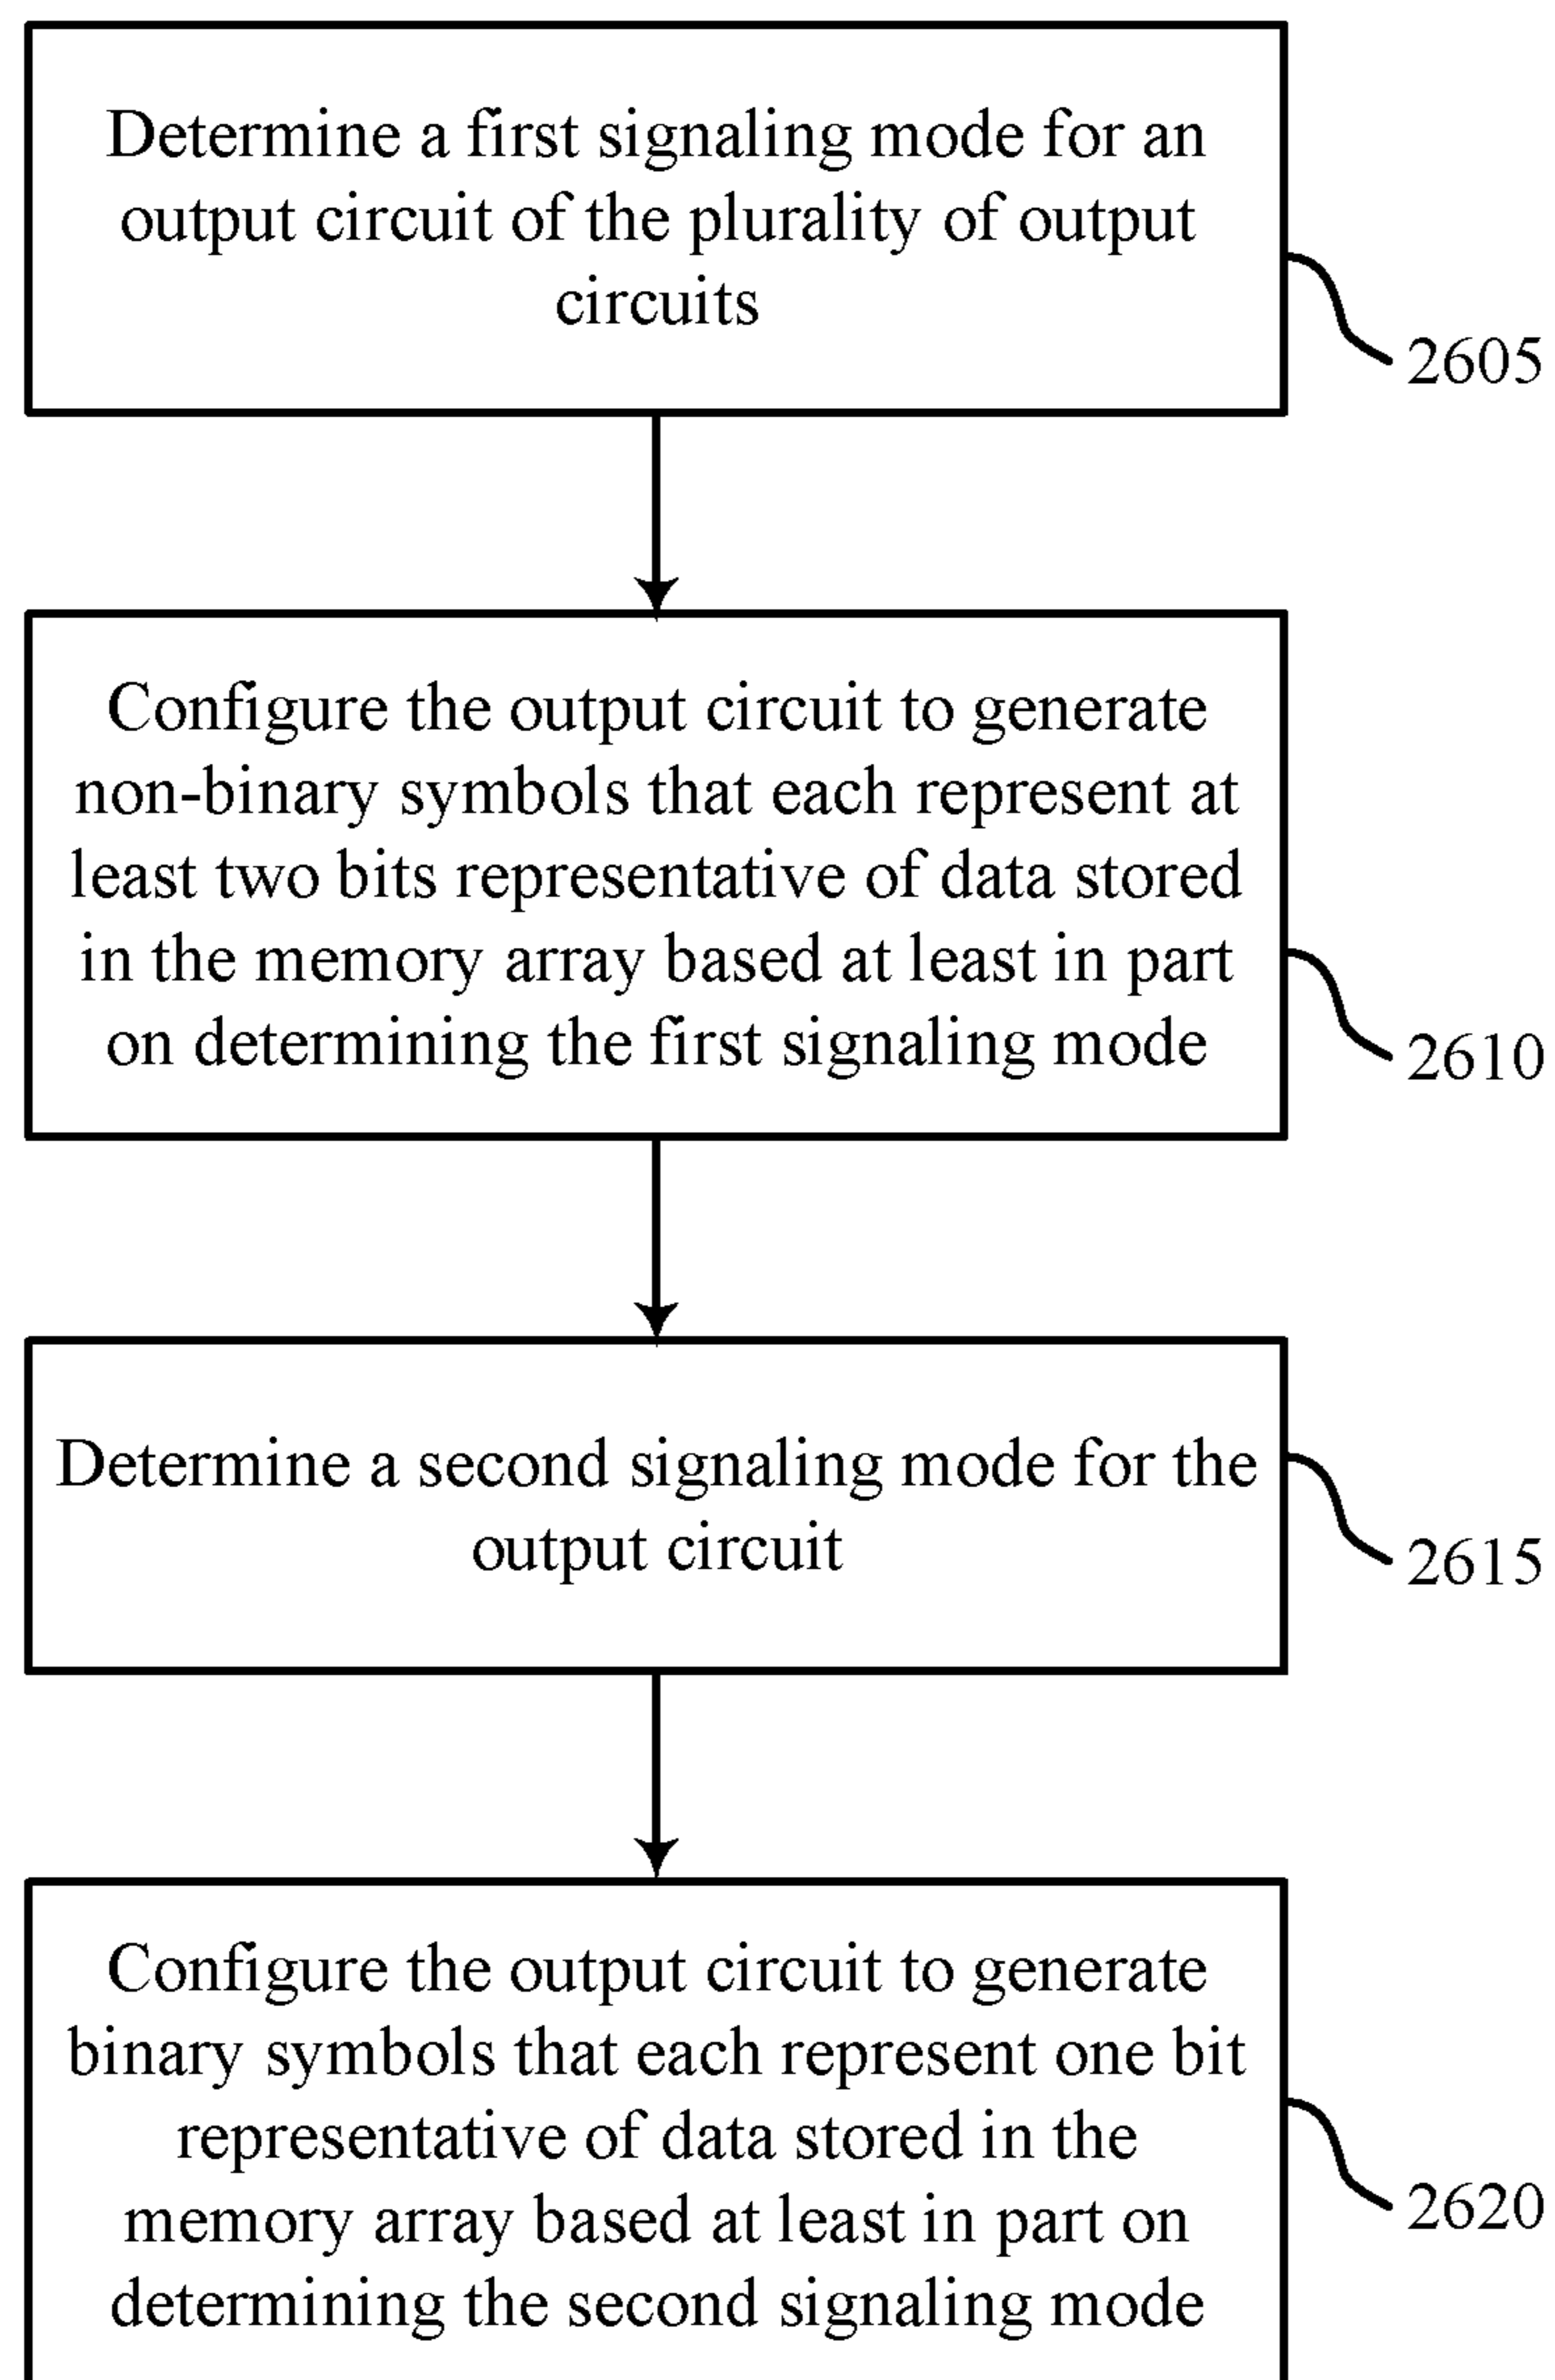 Determine a first signaling mode for an
output circuit of the plurality of output
circuits
2605
Configure the output circuit to generate
non-binary symbols that each represent at
least two bits representative of data stored
in the memory array based at least in part
on determining the first signaling mode
2610
Determine a second signaling mode for the
output circuit
2615
Configure the output circuit to generate
binary symbols that each represent one bit
representative of data stored in the
memory array based at least in part on
determining the second signaling mode
2620